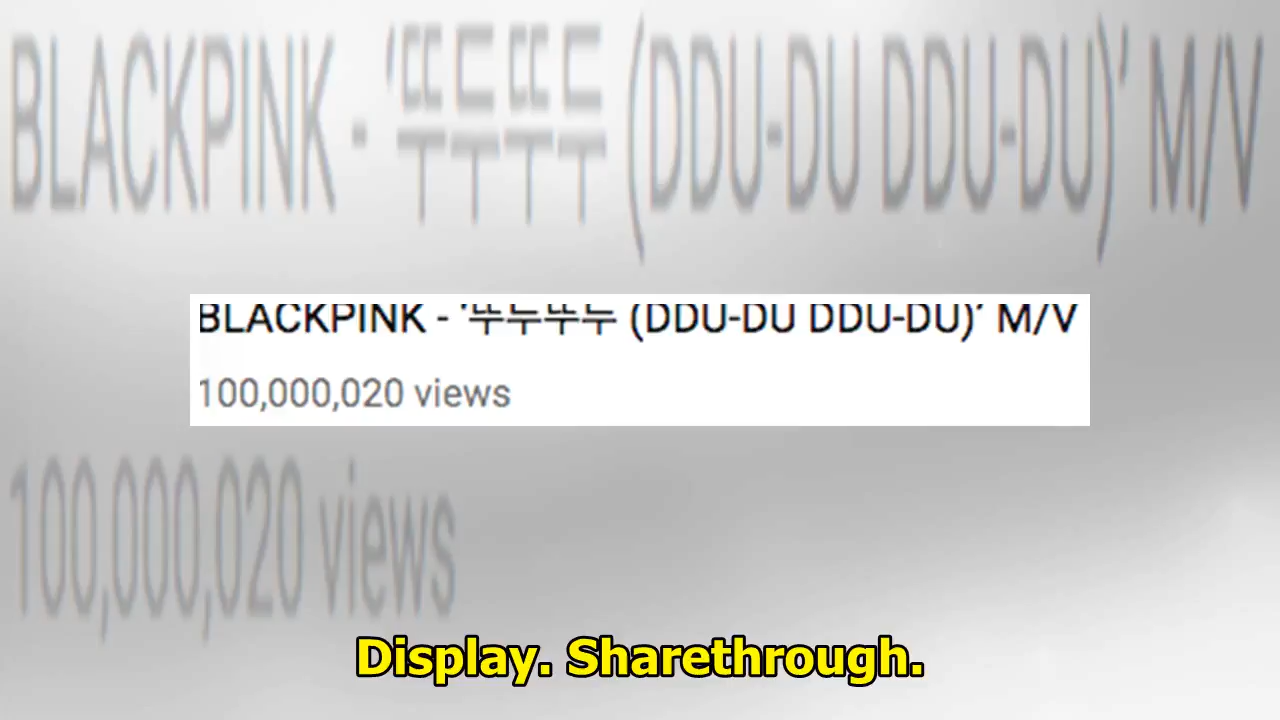 BLACKPINK - ‘뚜두뚜두 (DDU-DU DDU-DU)’ M/V
BLACKPINK - ‘뚜두뚜두 (DDU-DU DDU-DU)’ M/V
100,000,020 views
100,000,020 views
Display. Sharethrough.